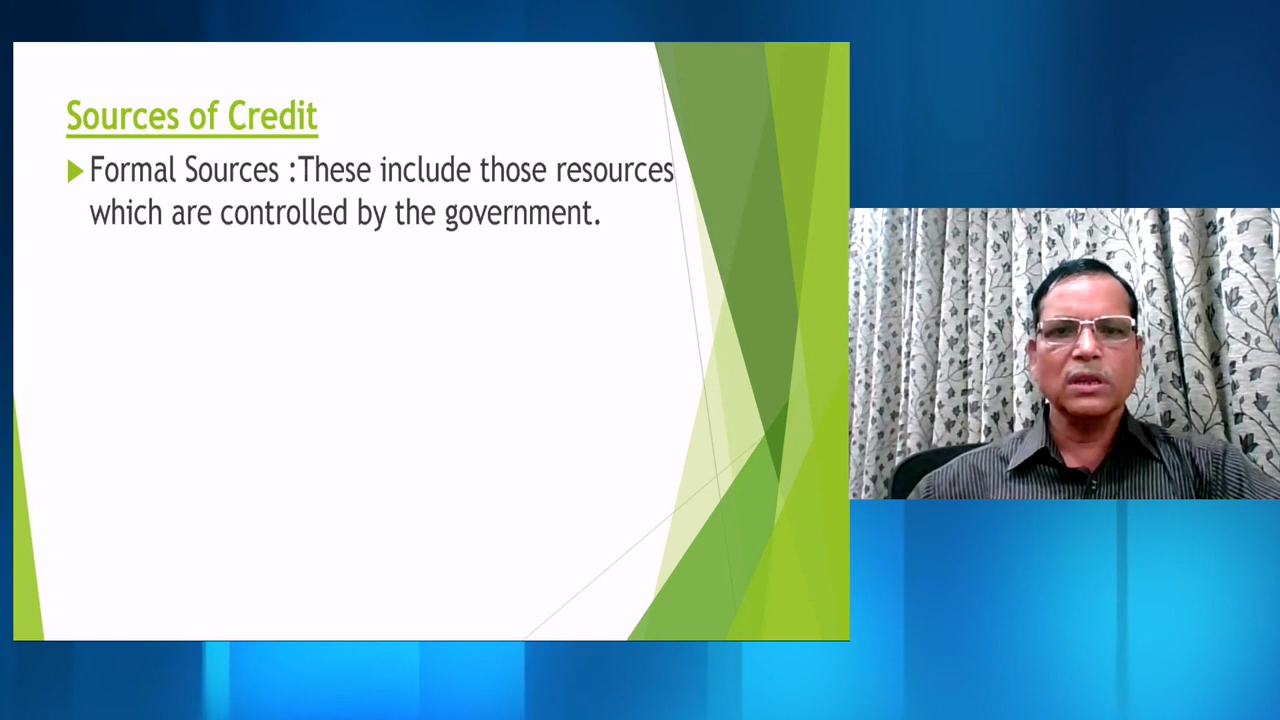 Sources of Credit
Formal Sources :These include those resources
which are controlled by the government.